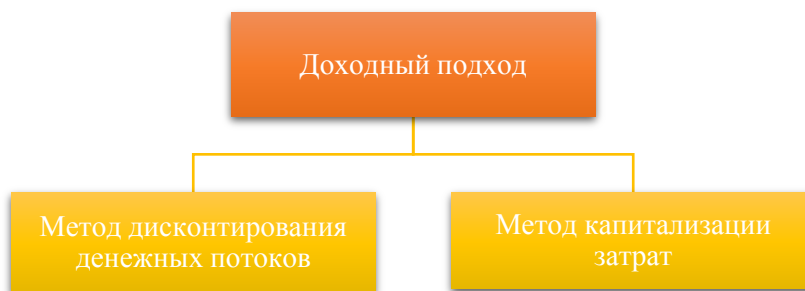 Доходный подход
Метод дисконтирования
денежных потоков
Метод капитализации
затрат